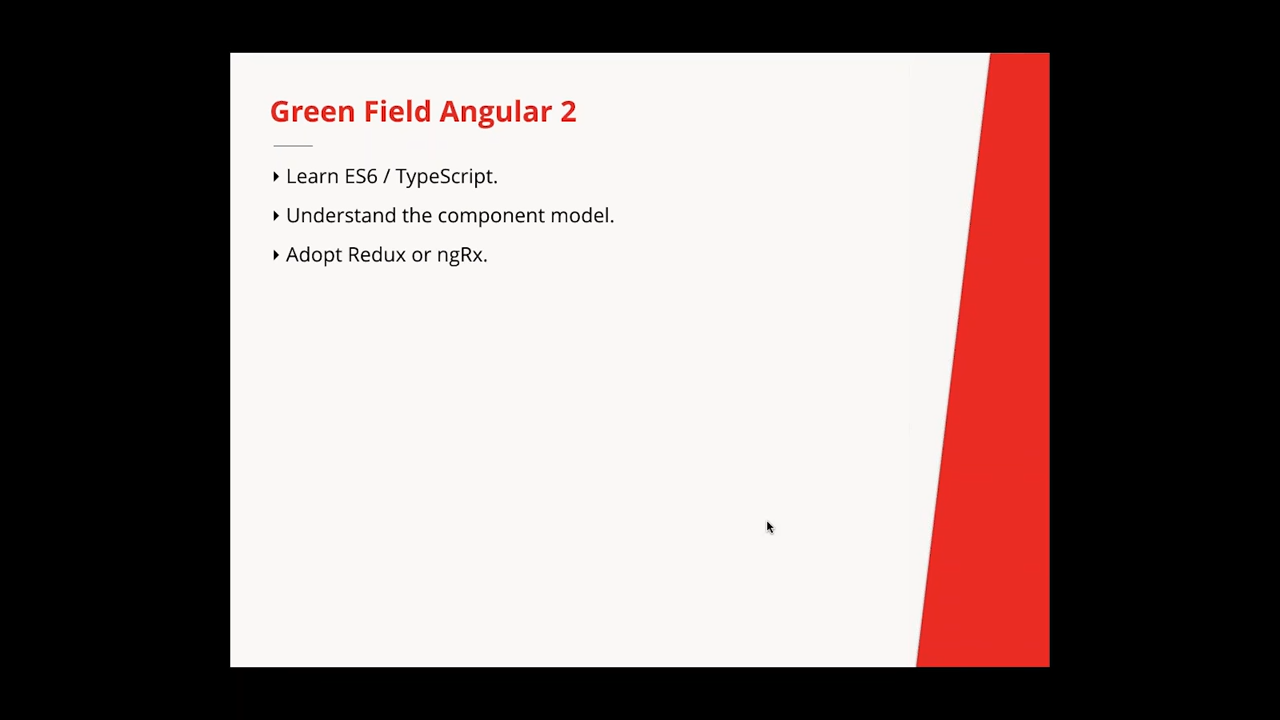 Green Field Angular 2
Learn ES6 / TypeScript.
Understand the component model.
Adopt Redux or ngRx.